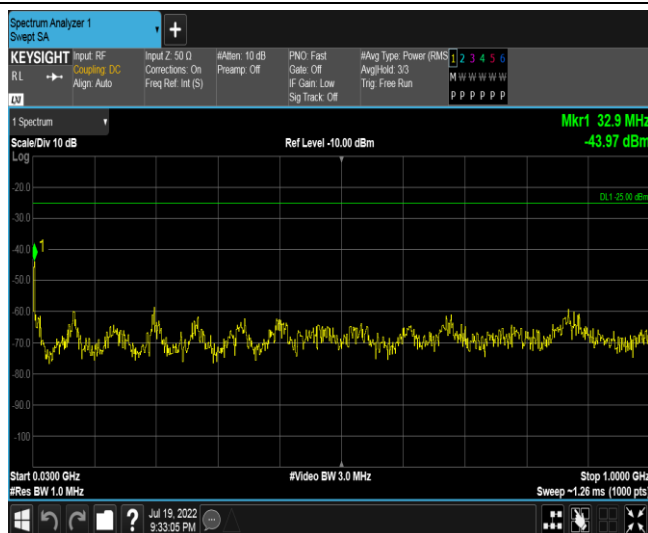 Spectrum Analyzer 1
Swept SA
+
KEYSIGHT
RL
Input: RF
Coupling: DC
Align: Auto
Input Z: 50 Ω
Corrections: On
Freq Ref: Int (S)
#Atten: 10 dB
Preamp: Off
PNO: Fast
Gate: Off
IF Gain: Low
Sig Track: Off
#Avg Type: Power (RMS
Avg|Hold: 3/3
Trig: Free Run
1 2 3 4 5 6
M W W W W W
P P P P P P
1 Spectrum
Scale/Div 10 dB
Ref Level -10.00 dBm
Mkr1 32.9 MHz
-43.97 dBm
Log
-20.0
DL1 -25.00 dBm
-30.0
-40.0
1
-50.0
-60.0
-70.0
-80.0
-90.0
-100
Start 0.0300 GHz
#Video BW 3.0 MHz
Stop 1.0000 GHz
#Res BW 1.0 MHz
Sweep ~1.26 ms (1000 pts)
?
Jul 19, 2022
9:33:05 PM